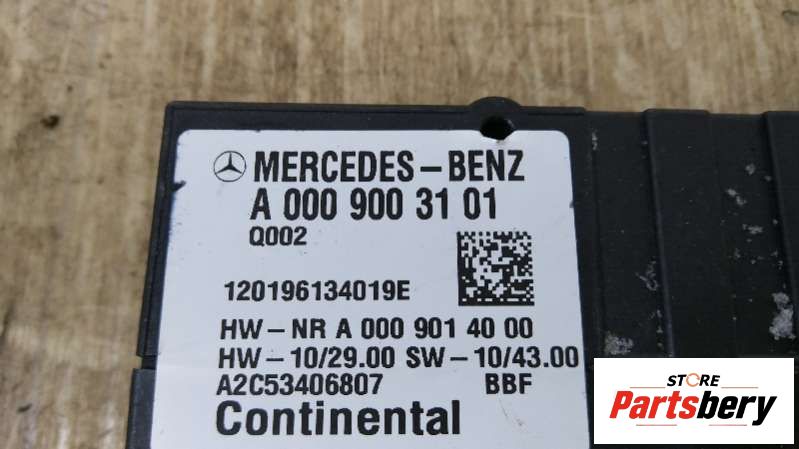 MERCEDES-BENZ
A 000 900 31 01
Q002
120196134019E
HW-NR A 000 901 40 00
HW-10/29.00 SW-10/43.00
A2C53406807 BBF
Continental
STORE
Partsbery